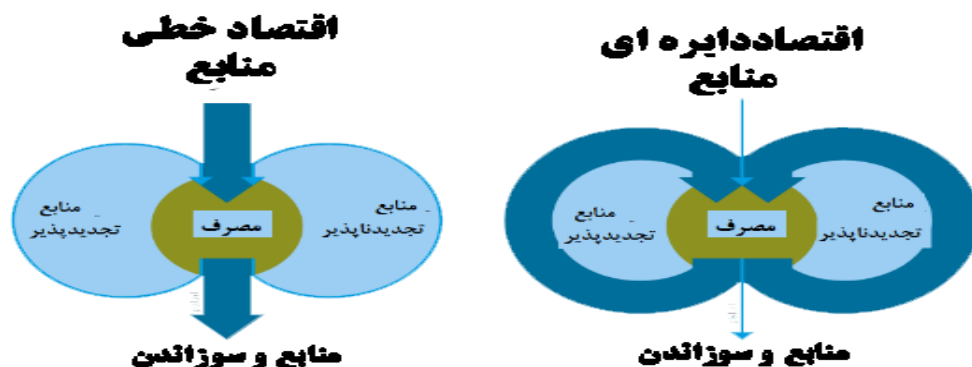 اقتصاد خطی
منابع
منابع
تجدیدپذیر
مصرف
منابع
تجدیدناپذیر
منابع و سوزاندن
اقتصاددایره ای
منابع
منابع
تجدیدپذیر
مصرف
منابع
تجدیدناپذیر
منابع و سوزاندن